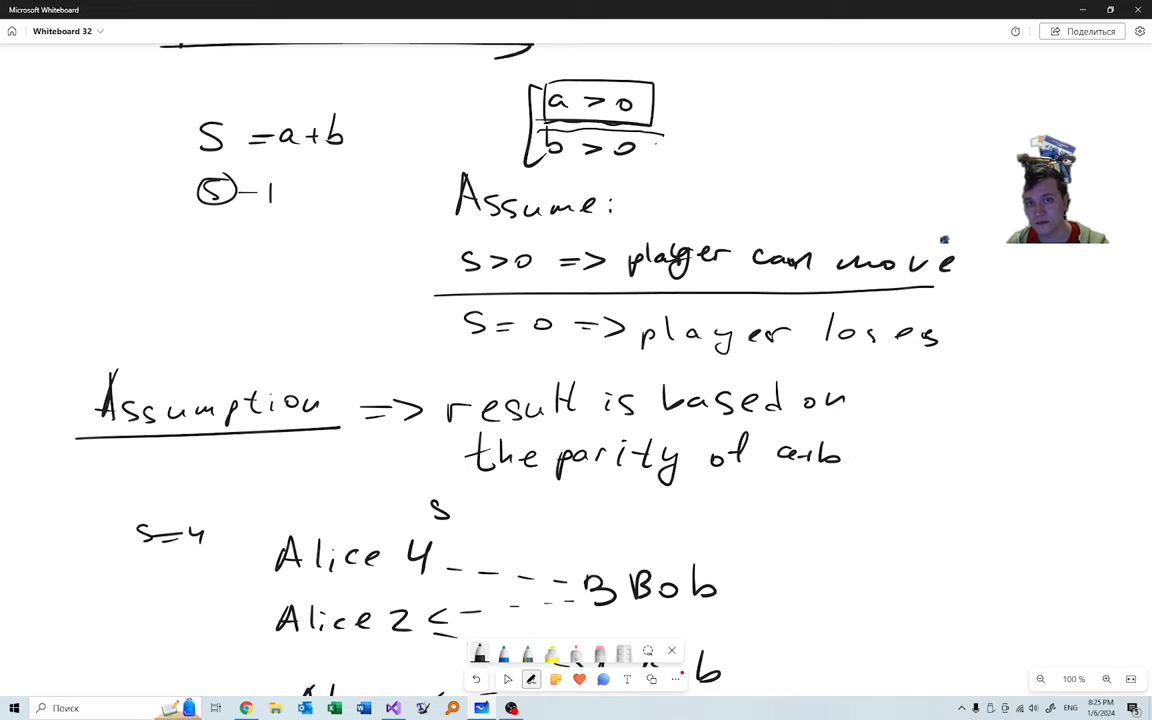 Microsoft Whiteboard
Whiteboard 32
Поделиться
a > 0
S = a + b
b > 0
S - 1
Assume:
s > 0 => player can move
S = 0 => player loses
Assumption => result is based on
the parity of a+b
s
s = 4
Alice 4
3 Bob
Alice 2
100 %
Поиск
ENG
8:25 PM
1/6/2024
5